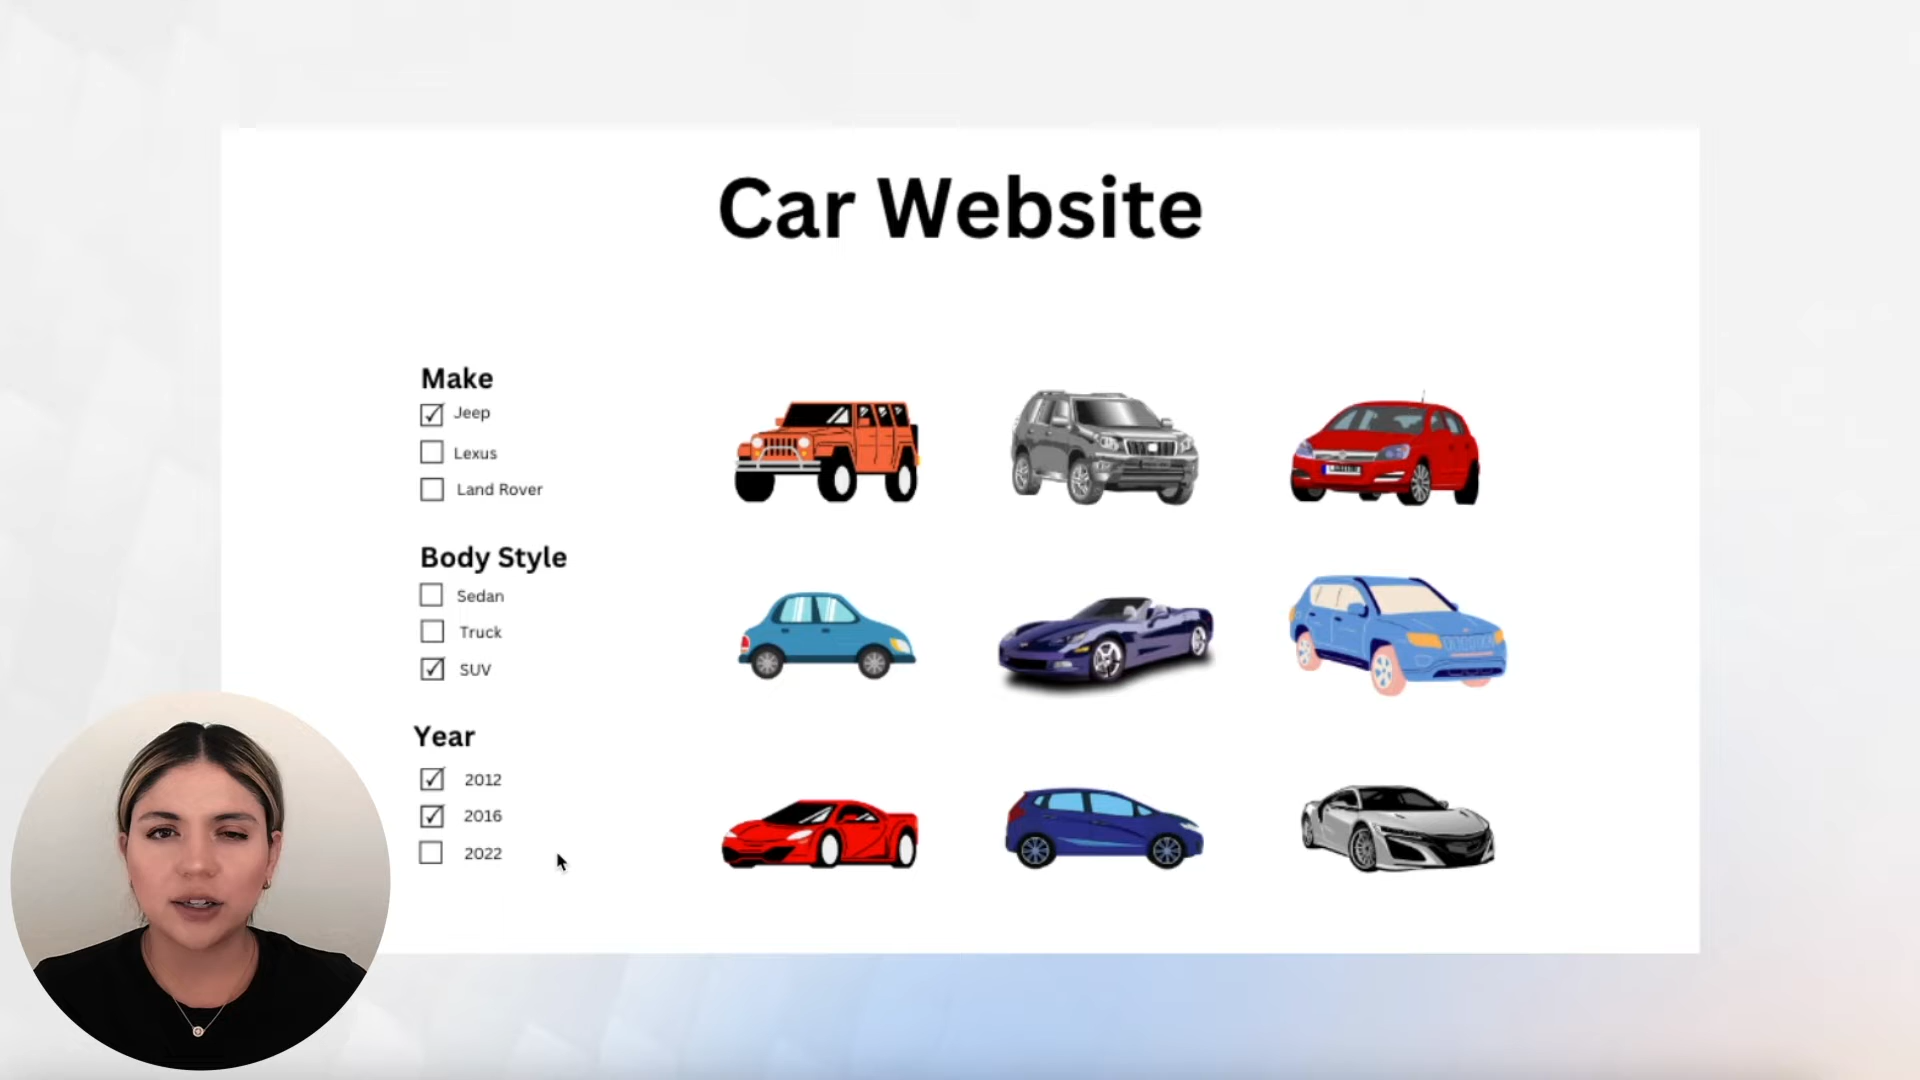 Car Website
Make
Jeep
Lexus
Land Rover
Body Style
Sedan
Truck
SUV
Year
2012
2016
2022